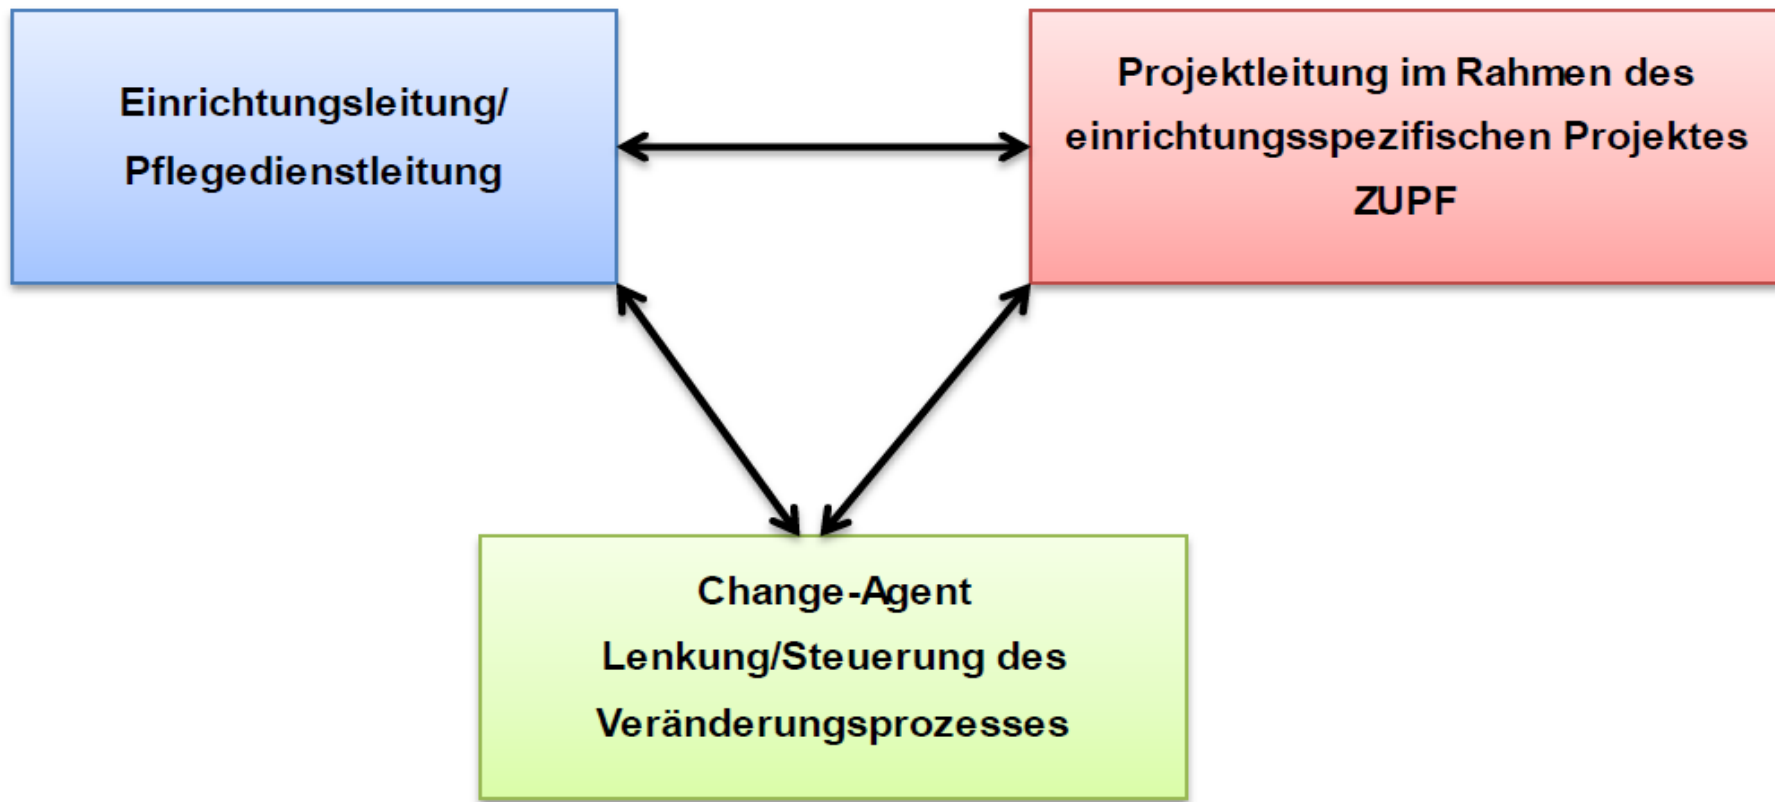 Einrichtungsleitung/
Pflegedienstleitung
Projektleitung im Rahmen des
einrichtungsspezifischen Projektes
ZUPF
Change-Agent
Lenkung/Steuerung des
Veränderungsprozesses